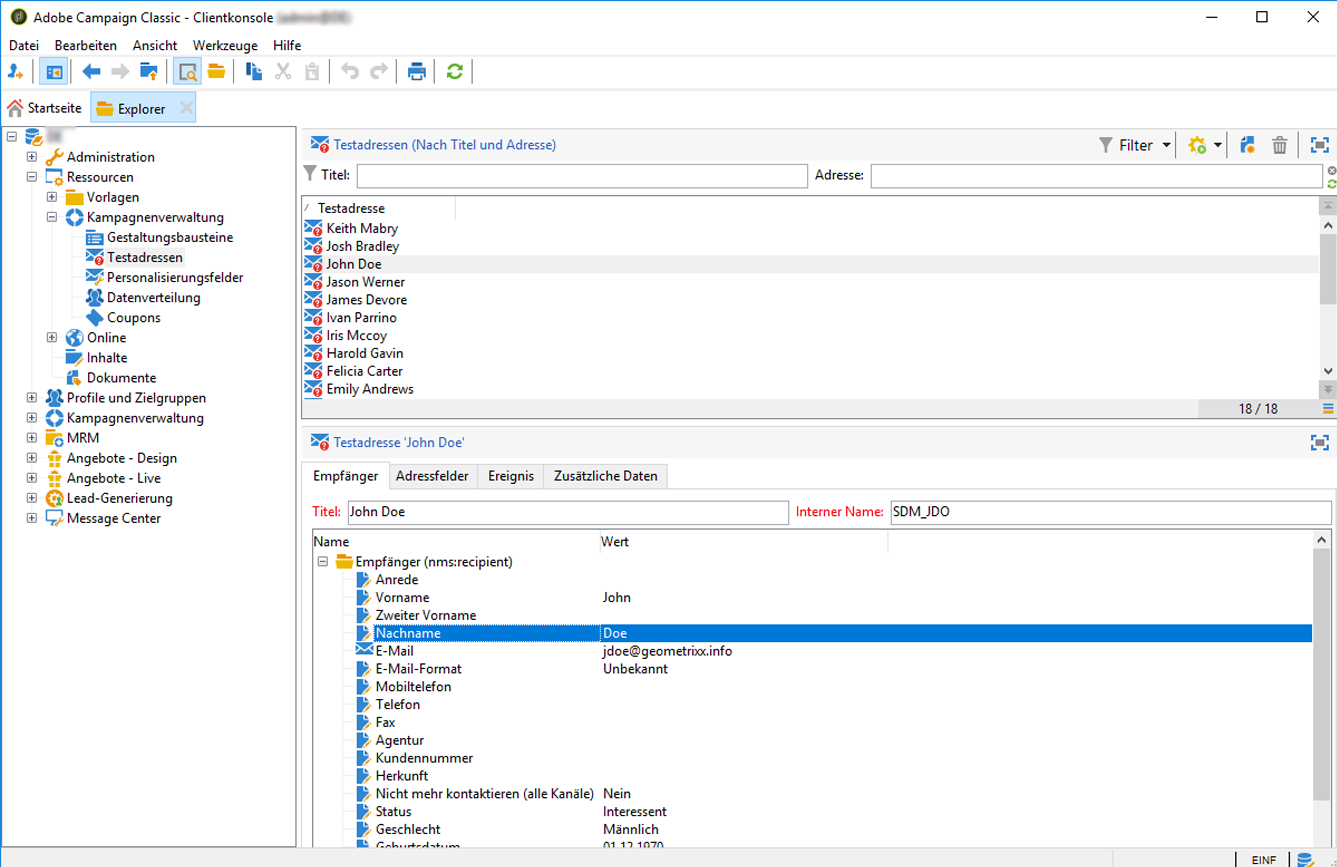 Adobe Campaign Classic - Clientkonsole
Datei Bearbeiten Ansicht Werkzeuge Hilfe
Startseite Explorer
Administration
Ressourcen
Vorlagen
Kampagnenverwaltung
Gestaltungsbausteine
Testadressen
Personalisierungsfelder
Datenverteilung
Coupons
Online
Inhalte
Dokumente
Profile und Zielgruppen
Kampagnenverwaltung
MRM
Angebote - Design
Angebote - Live
Lead-Generierung
Message Center
Testadressen (Nach Titel und Adresse) Filter
Titel: Adresse:
Testadresse
Keith Mabry
Josh Bradley
John Doe
Jason Werner
James Devore
Ivan Parrino
Iris Mccoy
Harold Gavin
Felicia Carter
Emily Andrews
18 / 18
Testadresse 'John Doe'
Empfänger Adressfelder Ereignis Zusätzliche Daten
Titel: John Doe Interner Name: SDM_JDO
Name Wert
Empfänger (nms:recipient)
Anrede
Vorname John
Zweiter Vorname
Nachname Doe
E-Mail jdoe@geometrixx.info
E-Mail-Format Unbekannt
Mobiltelefon
Telefon
Fax
Agentur
Kundennummer
Herkunft
Nicht mehr kontaktieren (alle Kanäle) Nein
Status Interessent
Geschlecht Männlich
Geburtsdatum 01.12.1970
EINF